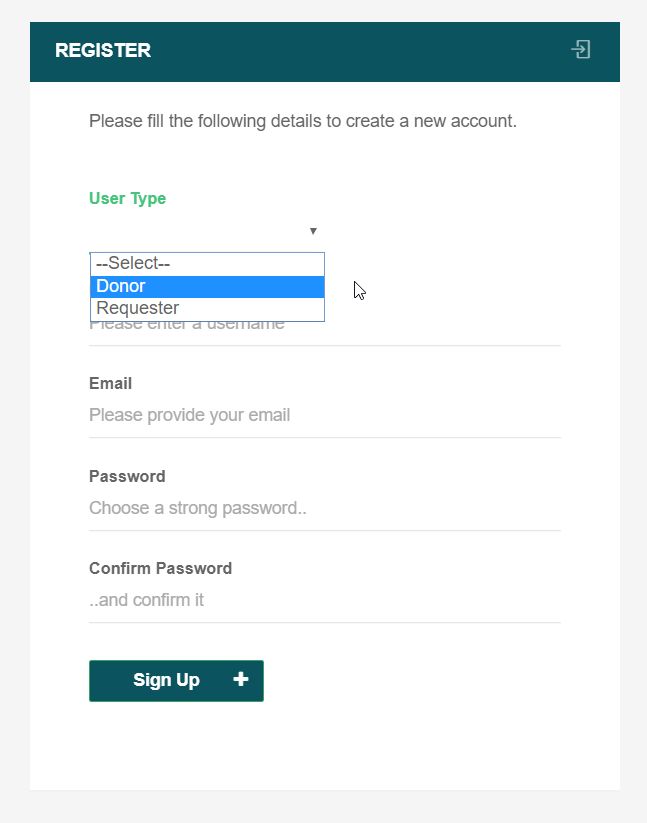 REGISTER
Please fill the following details to create a new account.
User Type
--Select--
Donor
Requester
Please enter a username
Email
Please provide your email
Password
Choose a strong password..
Confirm Password
..and confirm it
Sign Up